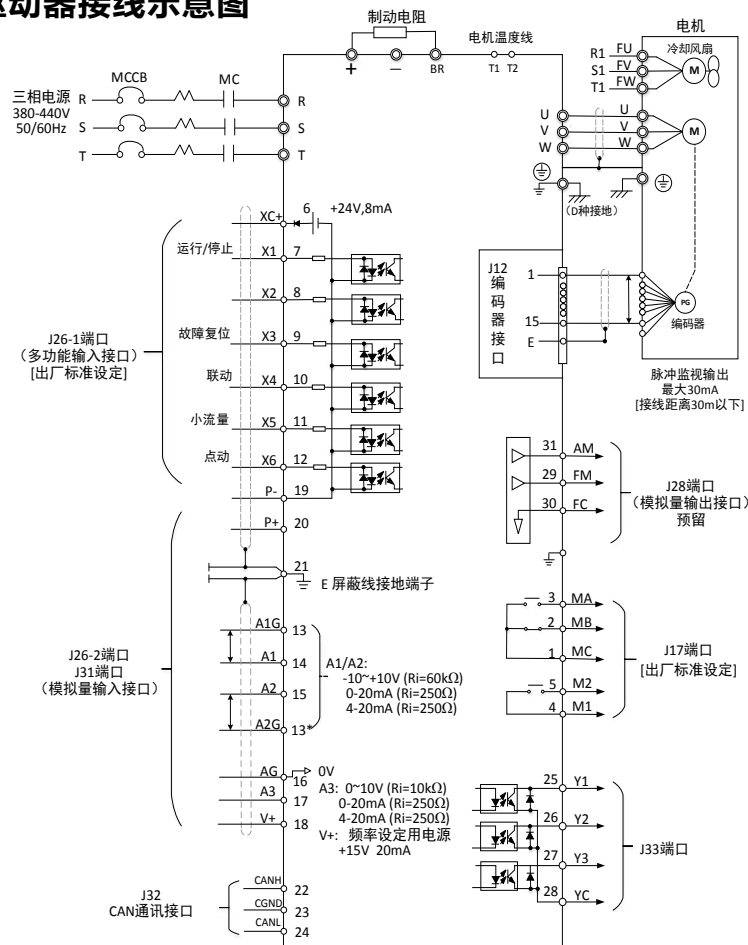 驱动器接线示意图
制动电阻
+
−
BR
电机温度线
T1 T2
电机
冷却风扇
R1 FU
S1 FV
T1 FW
M
MCCB
MC
三相电源
380-440V
50/60Hz
R
R
S
S
T
T
U
V
W
U
V
W
M
(D种接地)
XC+
6
+24V,8mA
运行/停止
X1
7
X2
8
故障复位
X3
9
联动
X4
10
小流量
X5
11
点动
X6
12
P-
19
J26-1端口
(多功能输入接口)
[出厂标准设定]
J12
编
码
器
接
口
1
15
E
PG
编码器
脉冲监视输出
最大30mA
[接线距离30m以下]
P+
20
21
E 屏蔽线接地端子
A1G
13
A1
14
A2
15
A2G
13*
A1/A2:
-10~+10V (Ri=60kΩ)
0-20mA (Ri=250Ω)
4-20mA (Ri=250Ω)
J26-2端口
J31端口
(模拟量输入接口)
AG
16
0V
A3
17
V+
18
A3: 0~10V (Ri=10kΩ)
0-20mA (Ri=250Ω)
4-20mA (Ri=250Ω)
V+: 频率设定用电源
+15V 20mA
J32
CAN通讯接口
CANH
22
CGND
23
CANL
24
31
AM
29
FM
30
FC
J28端口
(模拟量输出接口)
预留
3
MA
2
MB
1
MC
5
M2
4
M1
J17端口
[出厂标准设定]
25
Y1
26
Y2
27
Y3
28
YC
J33端口